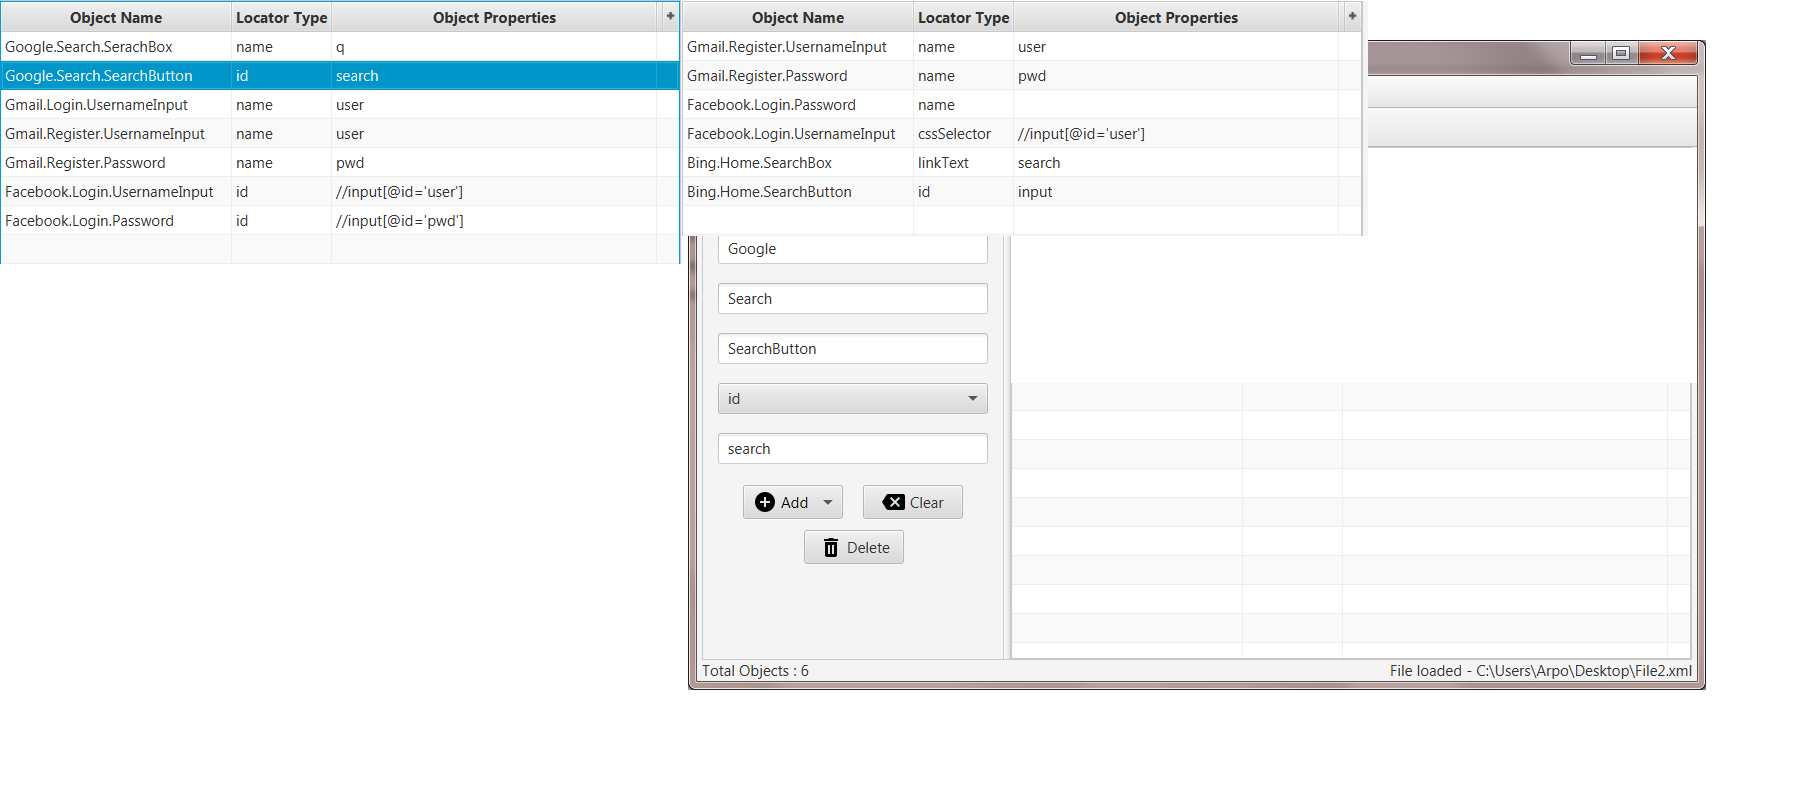 Object Name Locator Type Object Properties +
Google.Search.SerachBox name q
Google.Search.SearchButton id search
Gmail.Login.UsernameInput name user
Gmail.Register.UsernameInput name user
Gmail.Register.Password name pwd
Facebook.Login.UsernameInput id //input[@id='user']
Facebook.Login.Password id //input[@id='pwd']
Object Name Locator Type Object Properties +
Gmail.Register.UsernameInput name user
Gmail.Register.Password name pwd
Facebook.Login.Password name
Facebook.Login.UsernameInput cssSelector //input[@id='user']
Bing.Home.SearchBox linkText search
Bing.Home.SearchButton id input
Google
Search
SearchButton
id
search
Add Clear
Delete
Total Objects : 6 File loaded - C:\Users\Arpo\Desktop\File2.xml